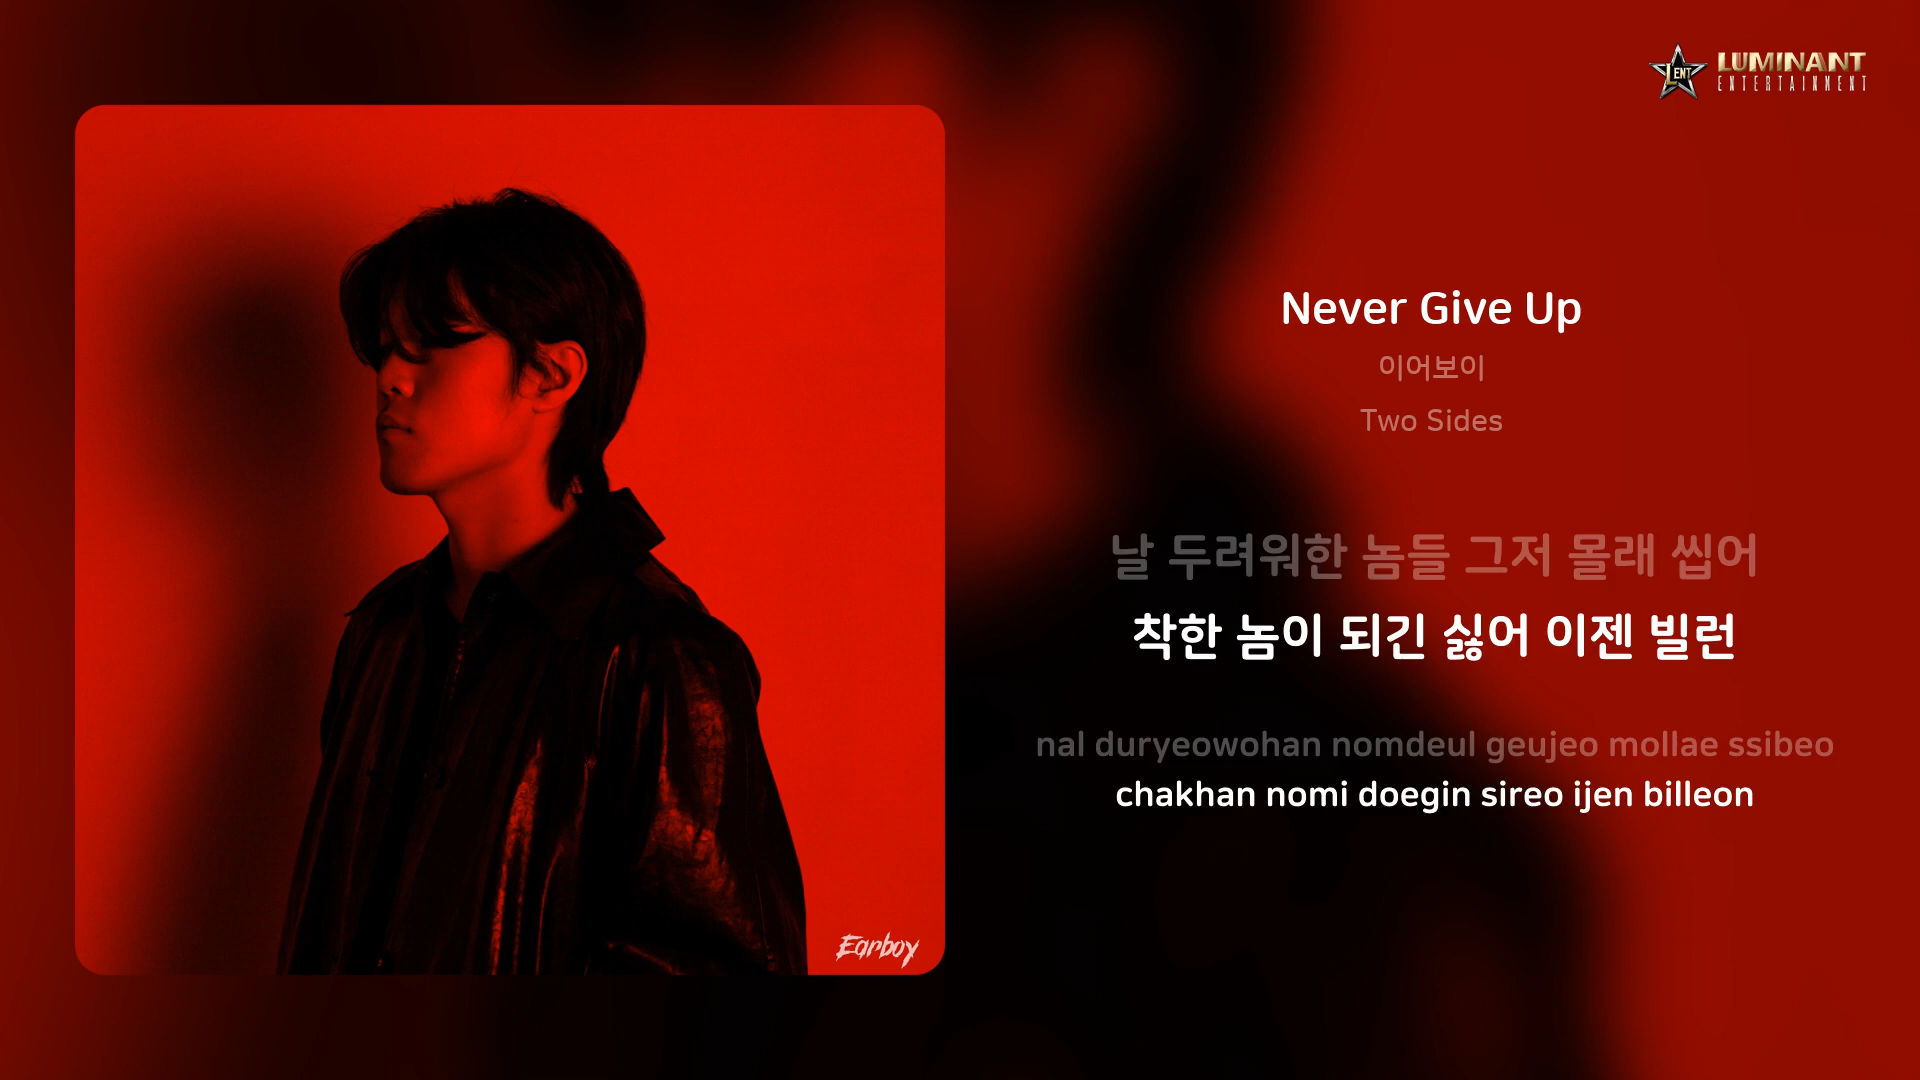 LENT
LUMINANT
ENTERTAINMENT
Never Give Up
이어보이
Two Sides
날 두려워한 놈들 그저 몰래 씹어
착한 놈이 되긴 싫어 이젠 빌런
nal duryeowohan nomdeul geujeo mollae ssibeo
chakhan nomi doegin sireo ijen billeon
Earboy